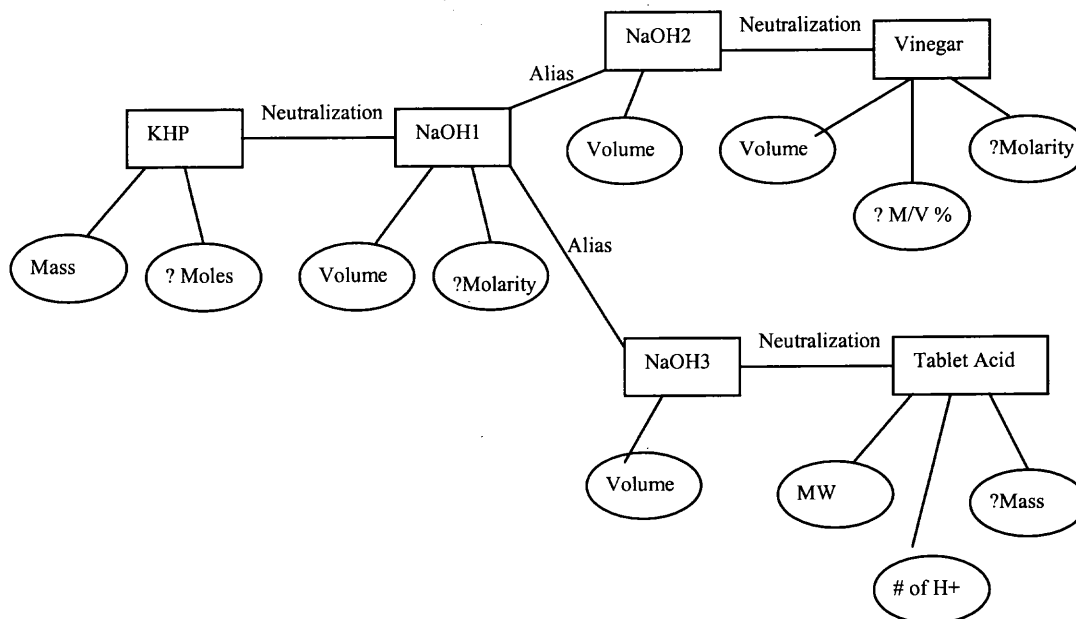 NaOH2
Neutralization
Vinegar
Alias
Neutralization
KHP
NaOH1
Volume
Volume
?Molarity
? M/V %
Alias
Mass
? Moles
Volume
?Molarity
Neutralization
NaOH3
Tablet Acid
Volume
MW
?Mass
# of H+